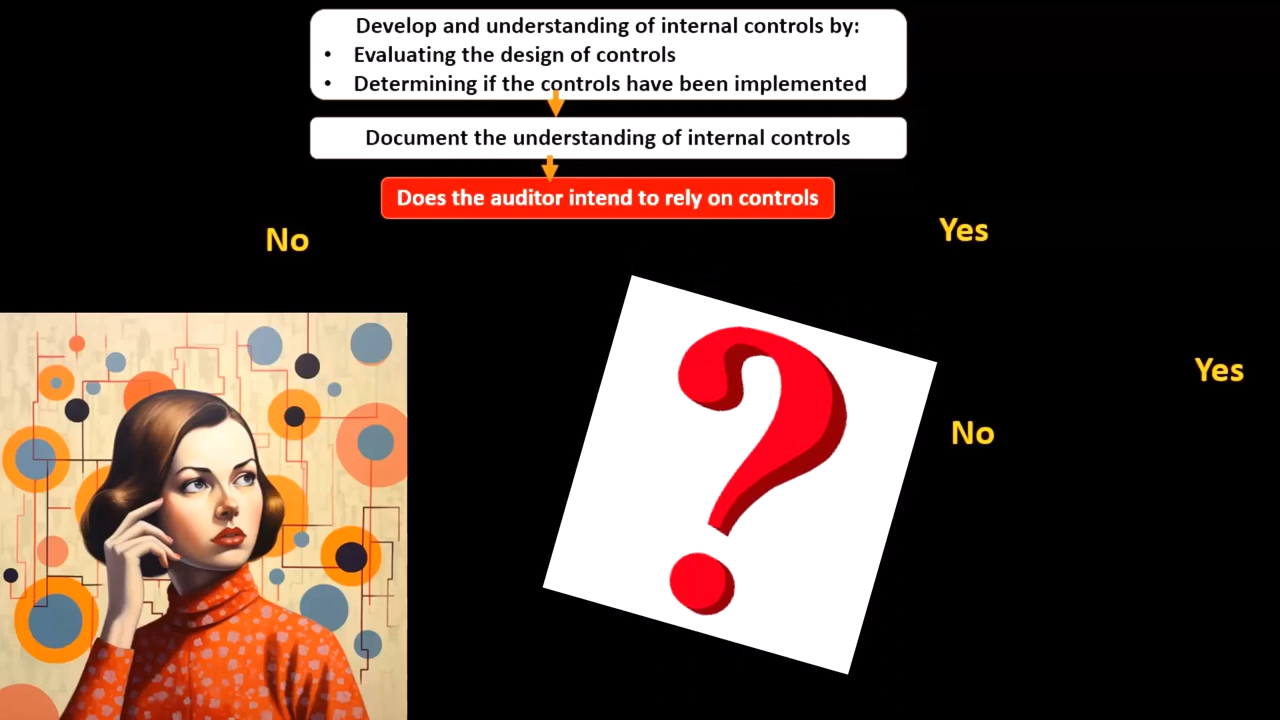 Develop and understanding of internal controls by:
• Evaluating the design of controls
• Determining if the controls have been implemented
Document the understanding of internal controls
Does the auditor intend to rely on controls
No
Yes
Yes
No